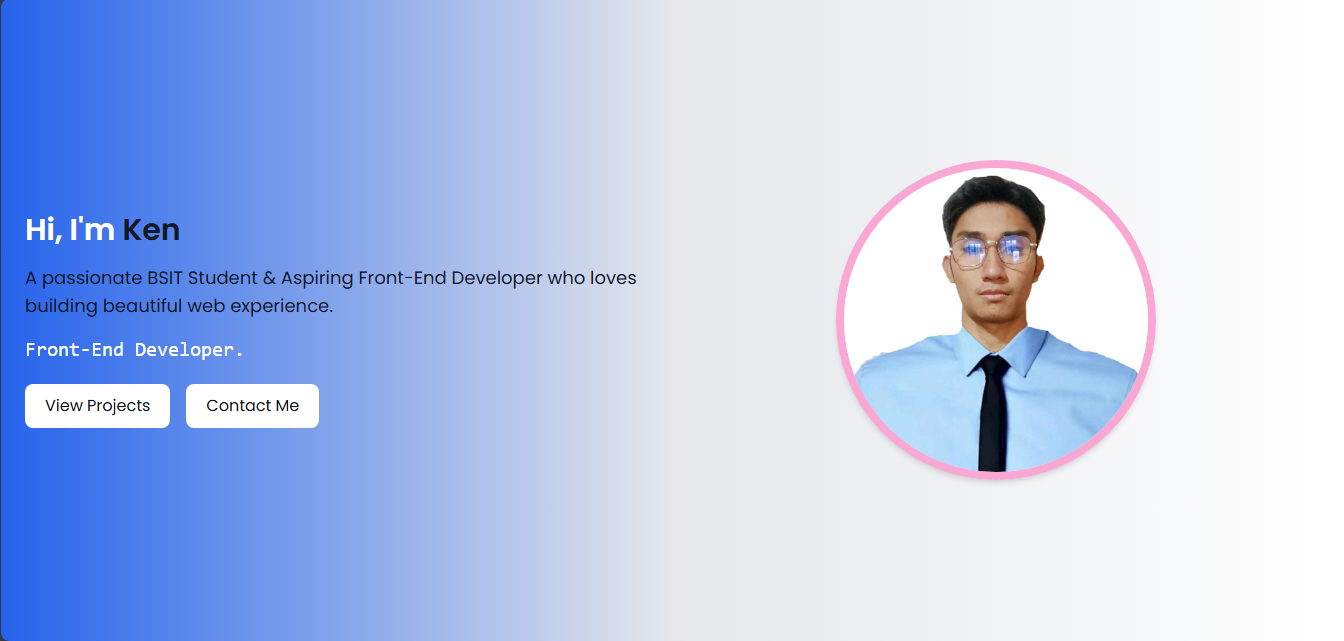 Hi, I'm Ken
A passionate BSIT Student & Aspiring Front-End Developer who loves
building beautiful web experience.
Front-End Developer.
View Projects
Contact Me